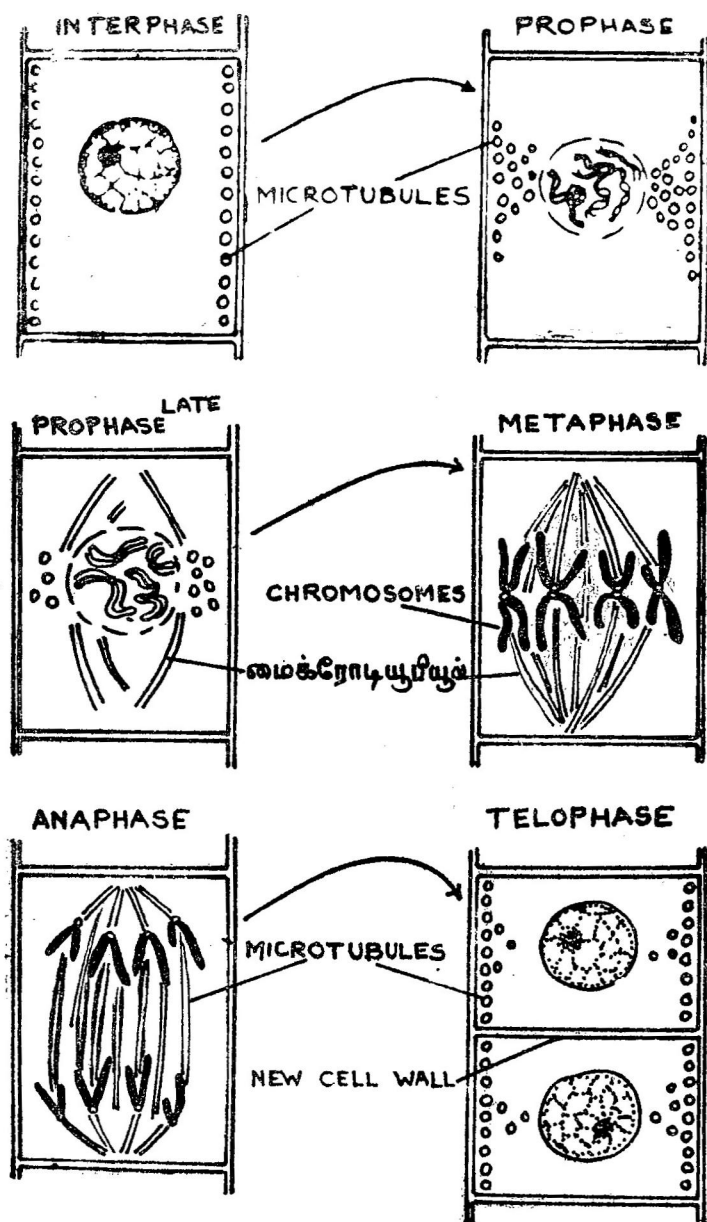 INTERPHASE
PROPHASE
MICROTUBULES
LATE
PROPHASE
METAPHASE
CHROMOSOMES
மைக்ரோடியூபியூல்
ANAPHASE
TELOPHASE
MICROTUBULES
NEW CELL WALL